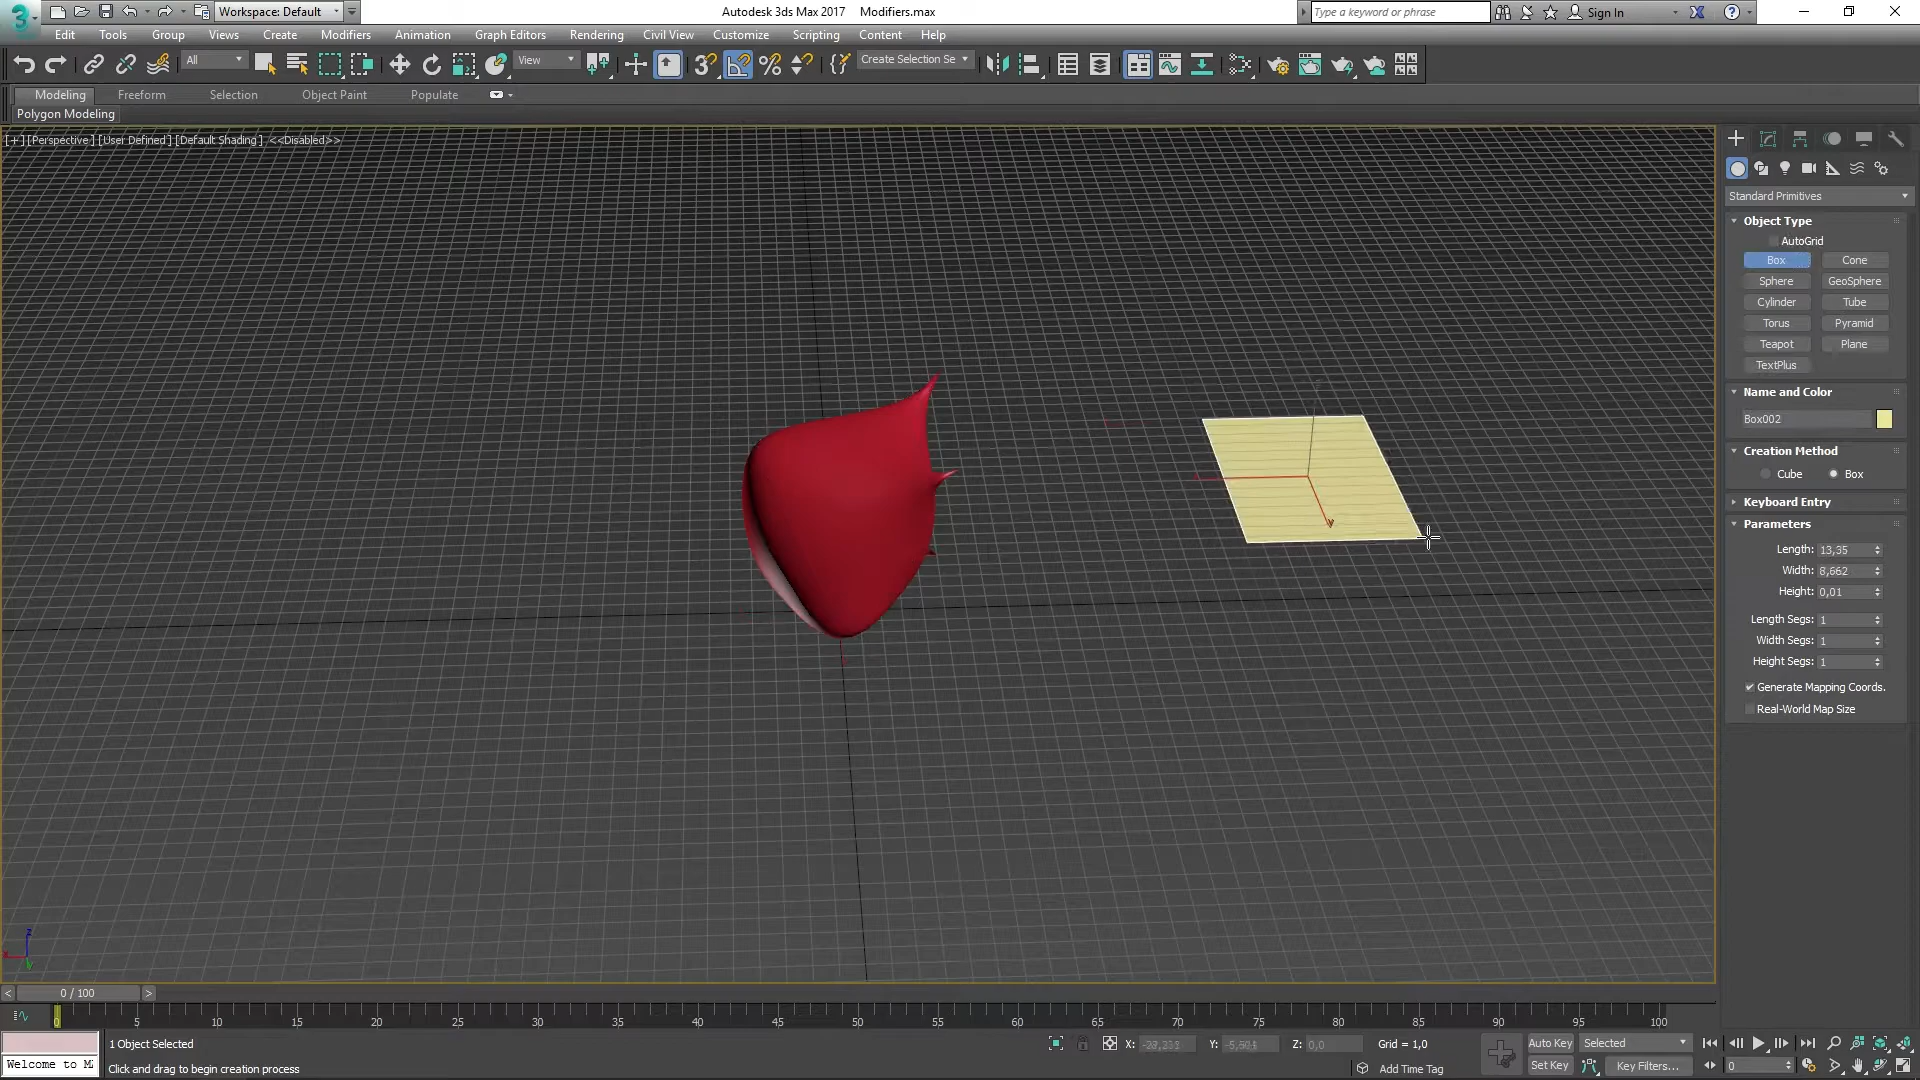 Workspace: Default
Autodesk 3ds Max 2017 Modifiers.max
Type a keyword or phrase
Sign In
Edit Tools Group Views Create Modifiers Animation Graph Editors Rendering Civil View Customize Scripting Content Help
All View 3 Create Selection Se
Modeling Freeform Selection Object Paint Populate
Polygon Modeling
[+] [Perspective ] [User Defined ] [Default Shading ] <<Disabled>>
Standard Primitives
Object Type
AutoGrid
Box Cone
Sphere GeoSphere
Cylinder Tube
Torus Pyramid
Teapot Plane
TextPlus
Name and Color
Box002
Creation Method
Cube Box
Keyboard Entry
Parameters
Length: 13,35
Width: 8,662
Height: 0,01
Length Segs: 1
Width Segs: 1
Height Segs: 1
Generate Mapping Coords.
Real-World Map Size
z
x
y
< 0 / 100 >
0 5 10 15 20 25 30 35 40 45 50 55 60 65 70 75 80 85 90 95 100
1 Object Selected
X: Y: Z: 0,0 Grid = 1,0
Auto Key Selected
Welcome to M
Click and drag to begin creation process
Add Time Tag
Set Key Key Filters... 0